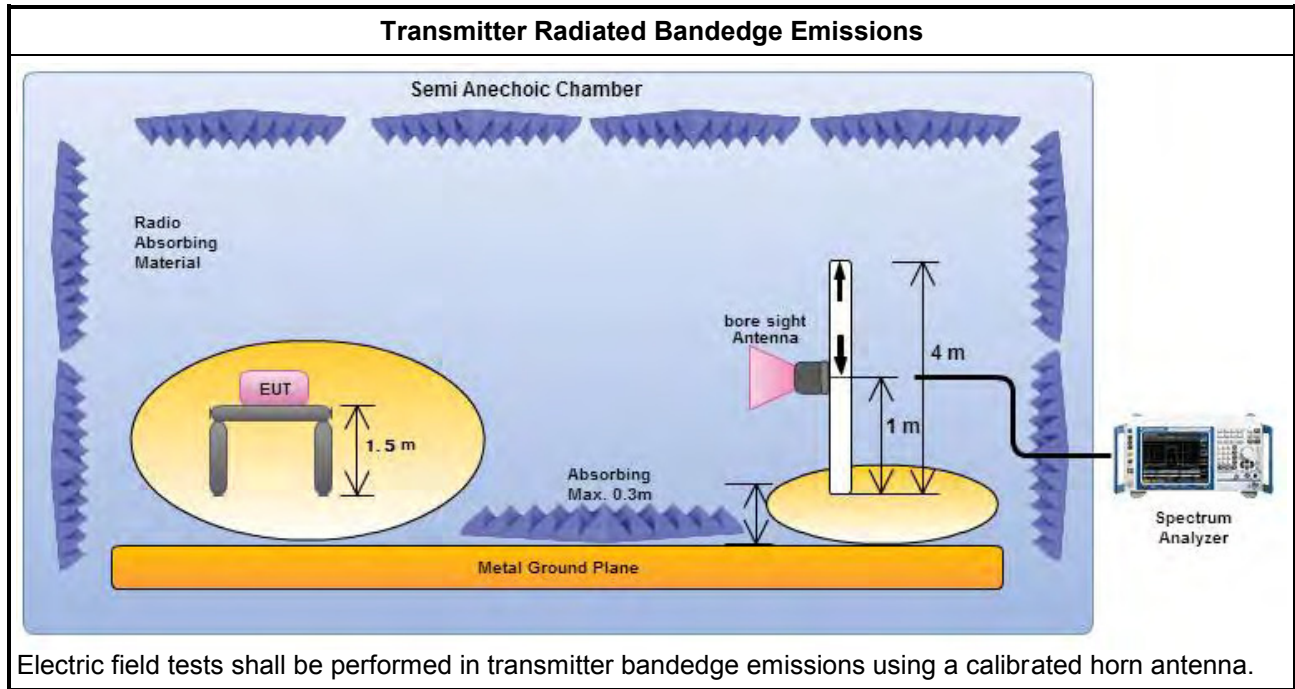 Transmitter Radiated Bandedge Emissions
Semi Anechoic Chamber
Radio
Absorbing
Material
bore sight
Antenna
4 m
EUT
1.5 m
1 m
Absorbing
Max. 0.3m
Spectrum
Analyzer
Metal Ground Plane
Electric field tests shall be performed in transmitter bandedge emissions using a calibrated horn antenna.